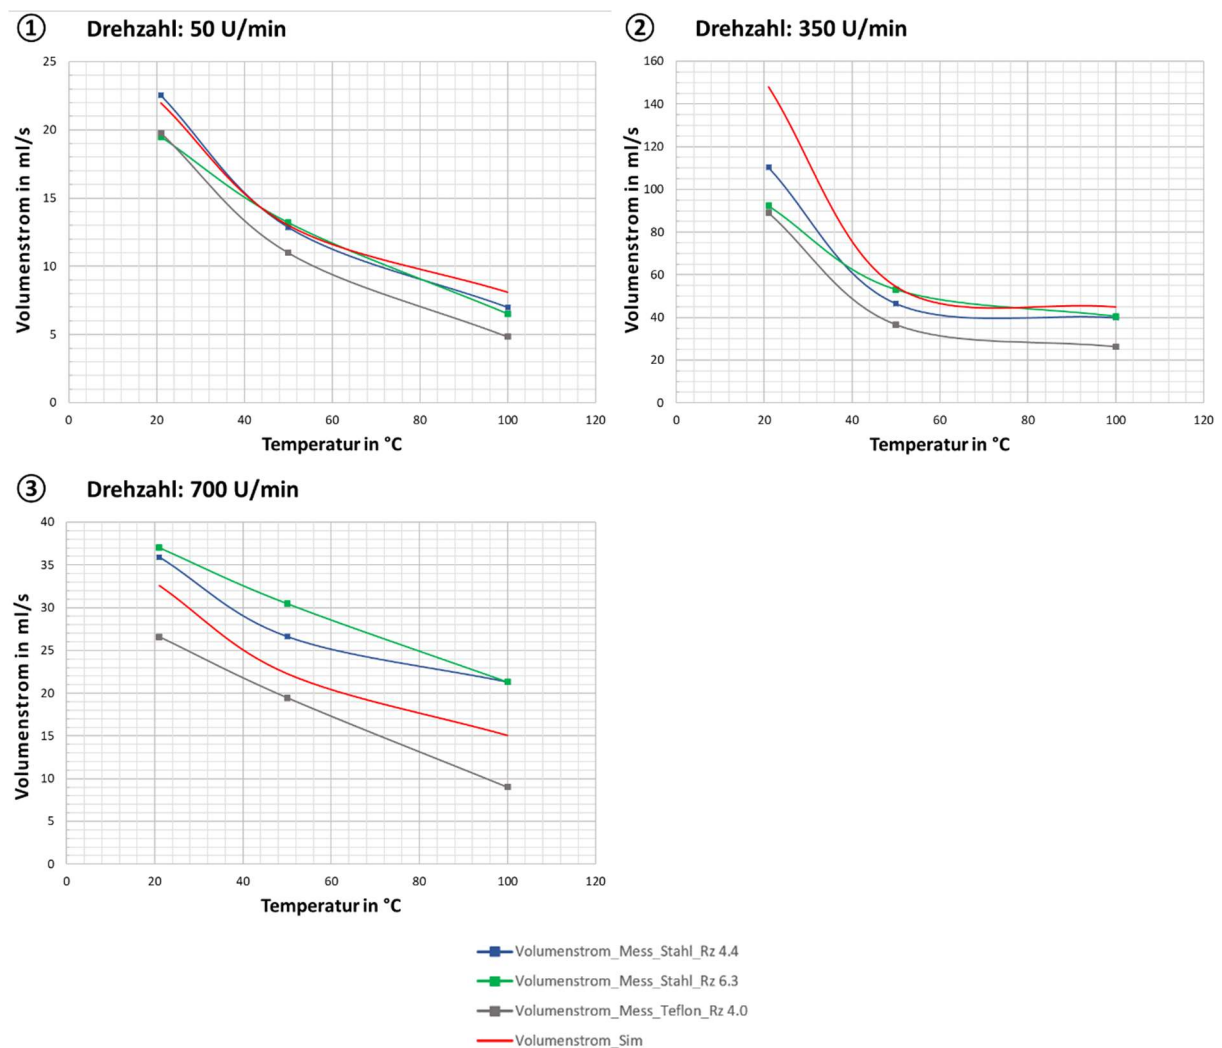 ① Drehzahl: 50 U/min
Volumenstrom in ml/s
25
20
15
10
5
0
0 20 40 60 80 100 120
Temperatur in °C
② Drehzahl: 350 U/min
Volumenstrom in ml/s
160
140
120
100
80
60
40
20
0
0 20 40 60 80 100 120
Temperatur in °C
③ Drehzahl: 700 U/min
Volumenstrom in ml/s
40
35
30
25
20
15
10
5
0
0 20 40 60 80 100 120
Temperatur in °C
Volumenstrom_Mess_Stahl_Rz 4.4
Volumenstrom_Mess_Stahl_Rz 6.3
Volumenstrom_Mess_Teflon_Rz 4.0
Volumenstrom_Sim